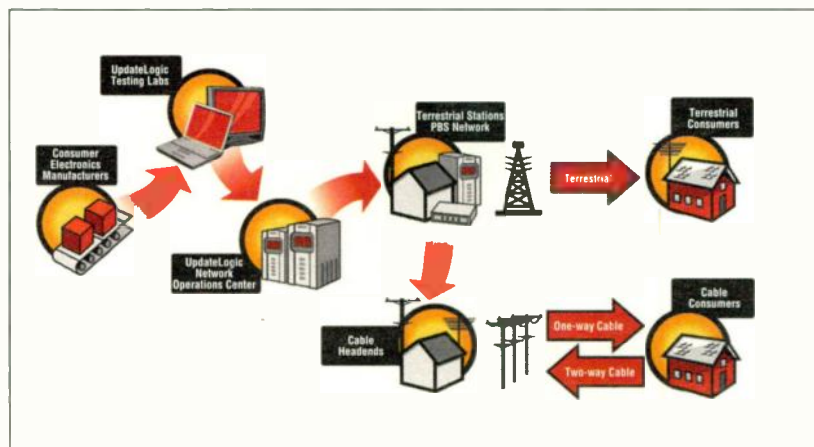 UpdateLogic
Testing Labs
Consumer
Electronics
Manufacturers
UpdateLogic
Network
Operations Center
Terrestrial Stations
PBS Network
Terrestrial
Terrestrial
Consumers
Cable
Headends
One-way Cable
Two-way Cable
Cable
Consumers